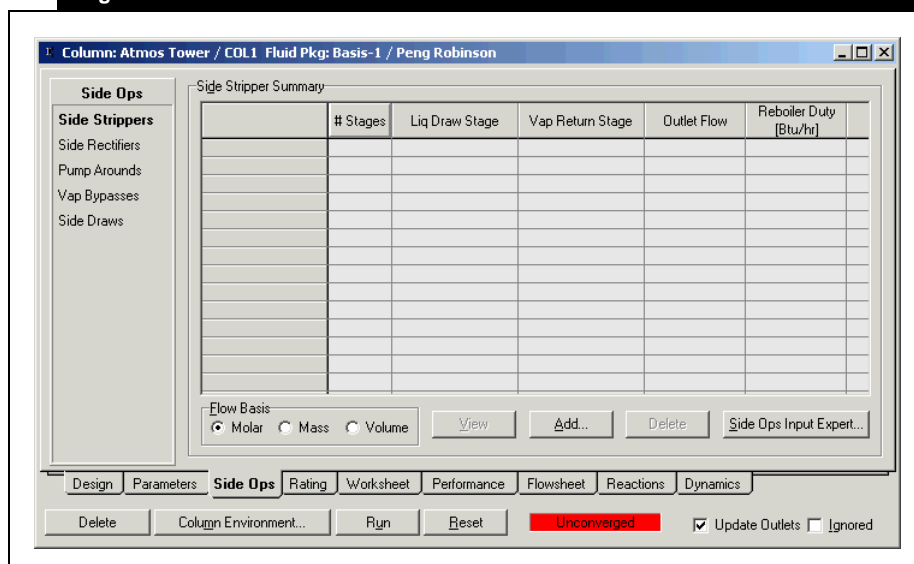 Column: Atmos Tower / COL1 Fluid Pkg: Basis-1 / Peng Robinson
Side Ops
Side Strippers
Side Rectifiers
Pump Arounds
Vap Bypasses
Side Draws
Side Stripper Summary
# Stages Liq Draw Stage Vap Return Stage Outlet Flow Reboiler Duty
[Btu/hr]
Flow Basis
Molar Mass Volume View Add... Delete Side Ops Input Expert...
Design Parameters Side Ops Rating Worksheet Performance Flowsheet Reactions Dynamics
Delete Column Environment... Run Reset Unconverged Update Outlets Ignored